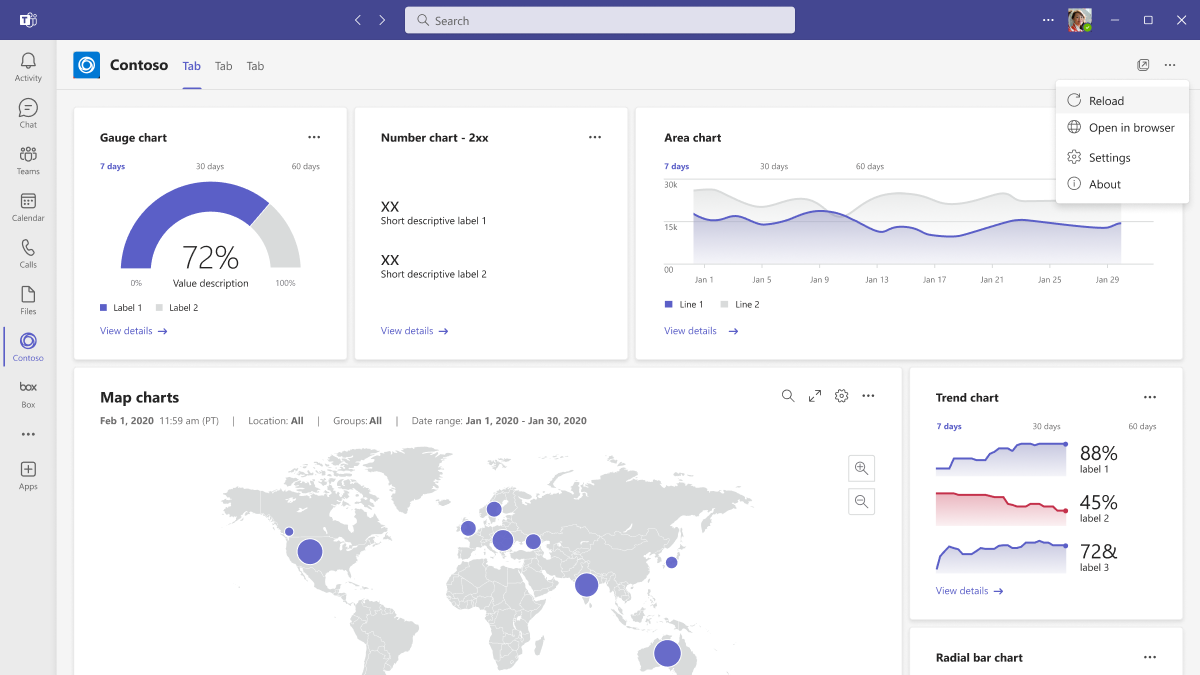 Search
Activity
Chat
Teams
Calendar
Calls
Files
Contoso
box
Box
Apps
Contoso Tab Tab Tab
Reload
Open in browser
Settings
About
Gauge chart
7 days 30 days 60 days
72%
0% Value description 100%
Label 1 Label 2
View details
Number chart - 2xx
XX
Short descriptive label 1
XX
Short descriptive label 2
View details
Area chart
7 days 30 days 60 days
30k
15k
00
Jan 1 Jan 5 Jan 9 Jan 13 Jan 17 Jan 21 Jan 25 Jan 29
Line 1 Line 2
View details
Map charts
Feb 1, 2020 11:59 am (PT) | Location: All | Groups: All | Date range: Jan 1, 2020 - Jan 30, 2020
Trend chart
7 days 30 days 60 days
88%
label 1
45%
label 2
72&
label 3
View details
Radial bar chart